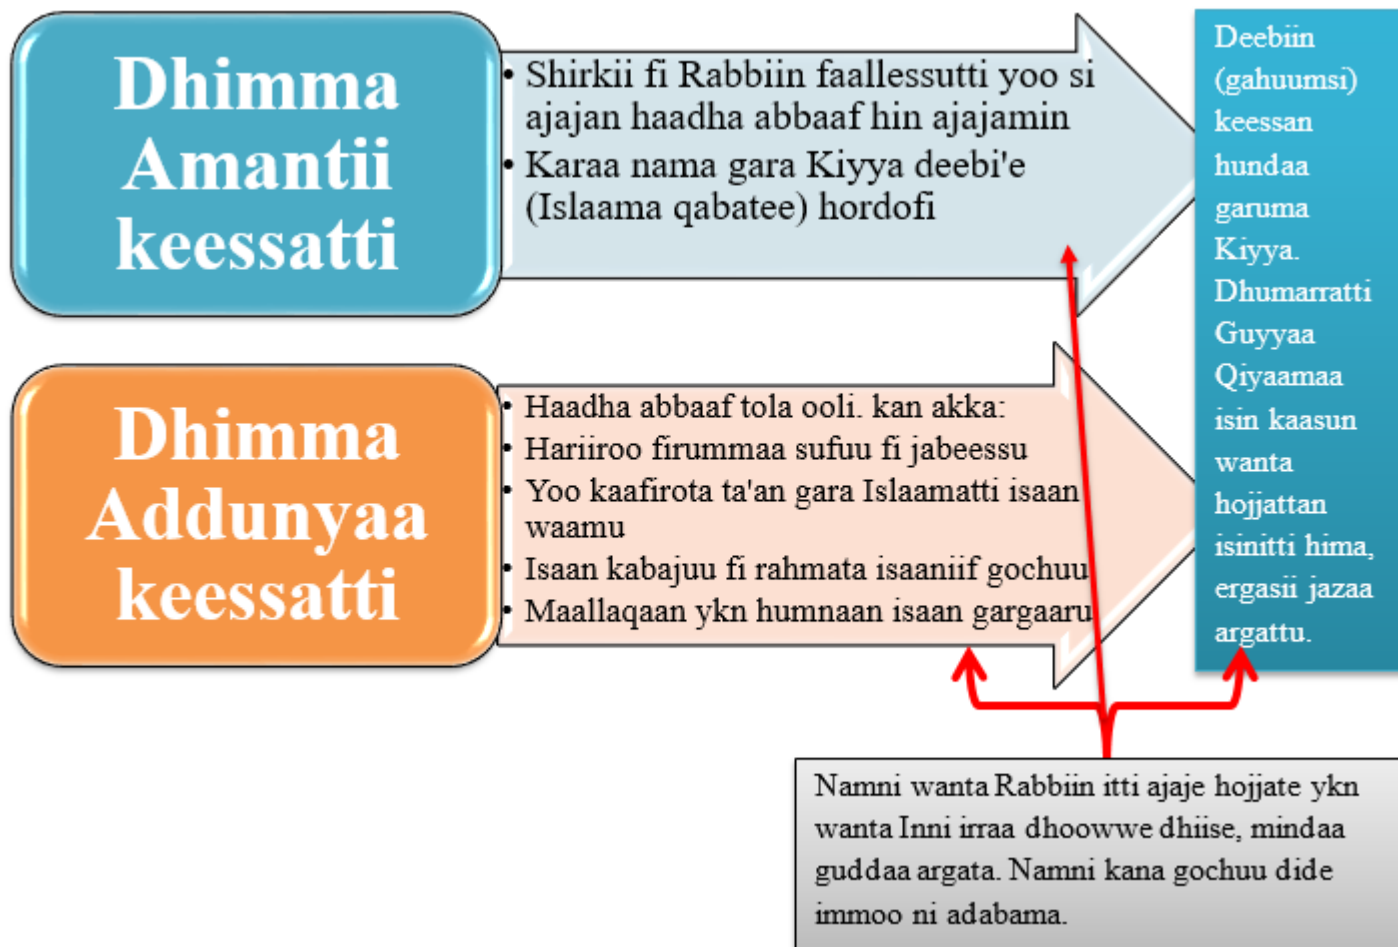 Dhimma
Amantii
keessatti
• Shirkii fi Rabbiin faallessutti yoo si
ajajan haadha abbaaf hin ajajamin
• Karaa nama gara Kiyya deebi'e
(Islaama qabatee) hordofi
Dhimma
Addunyaa
keessatti
• Haadha abbaaf tola ooli. kan akka:
• Hariiroo firummaa sufuu fi jabeessu
• Yoo kaafirota ta'an gara Islaamatti isaan
waamu
• Isaan kabajuu fi rahmata isaaniif gochuu
• Maallaqaan ykn humnaan isaan gargaaru
Deebiin
(gahuumsi)
keessan
hundaa
garuma
Kiyya.
Dhumarratti
Guyyaa
Qiyaamaa
isin kaasun
wanta
hojjattan
isinitti hima,
ergasii jazaa
argattu.
Namni wanta Rabbiin itti ajaje hojjate ykn
wanta Inni irraa dhoowwe dhiise, mindaa
guddaa argata. Namni kana gochuu dide
immoo ni adabama.